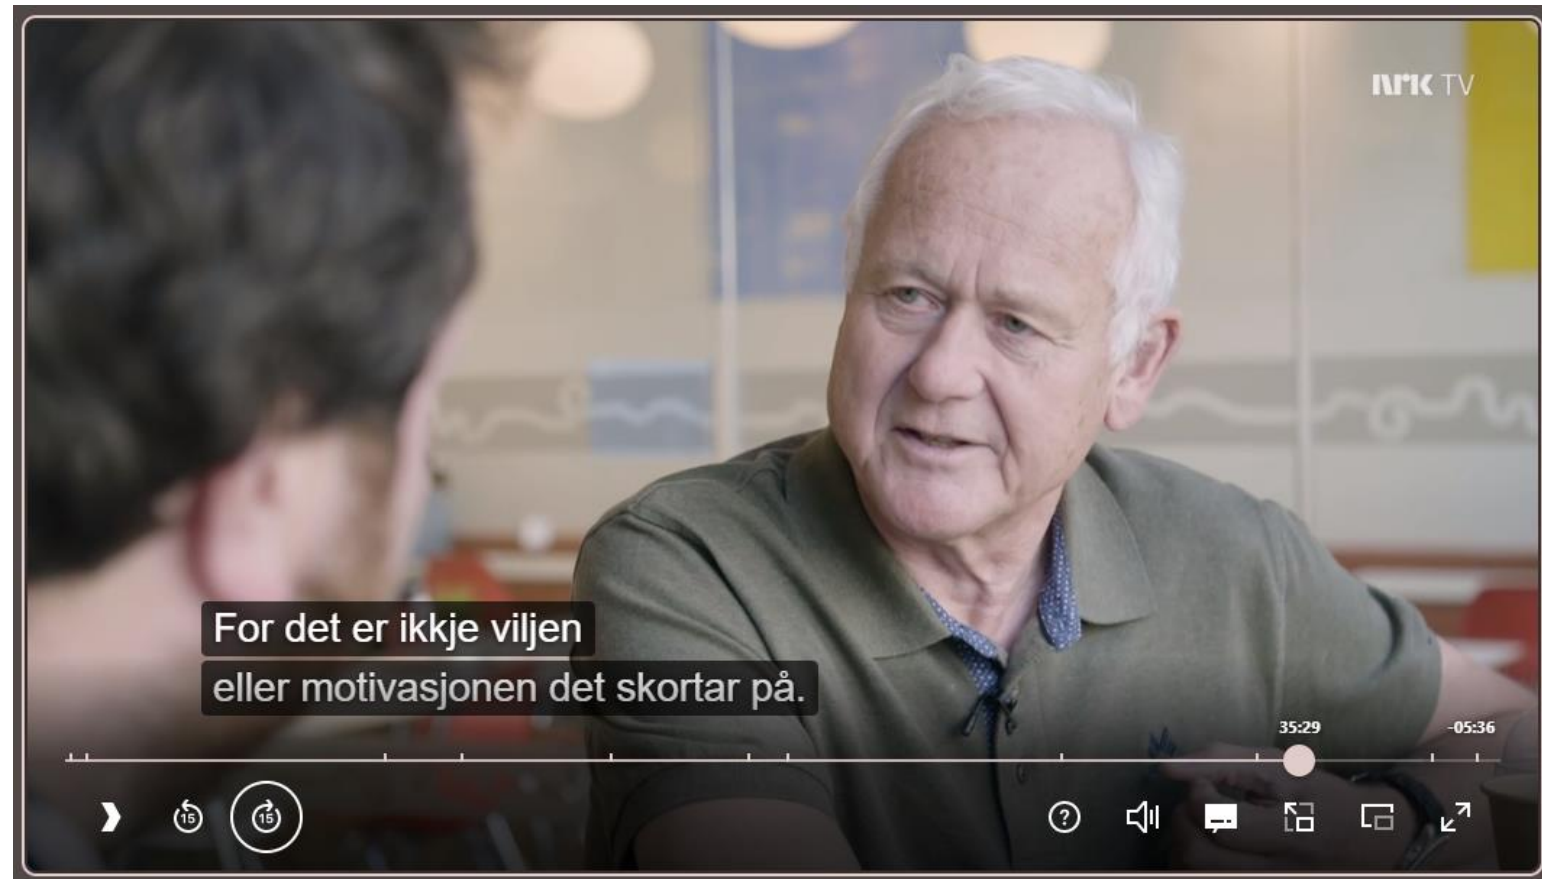 nrk TV
For det er ikkje viljen
eller motivasjonen det skortar på.
35:29
-05:36
15
15
?